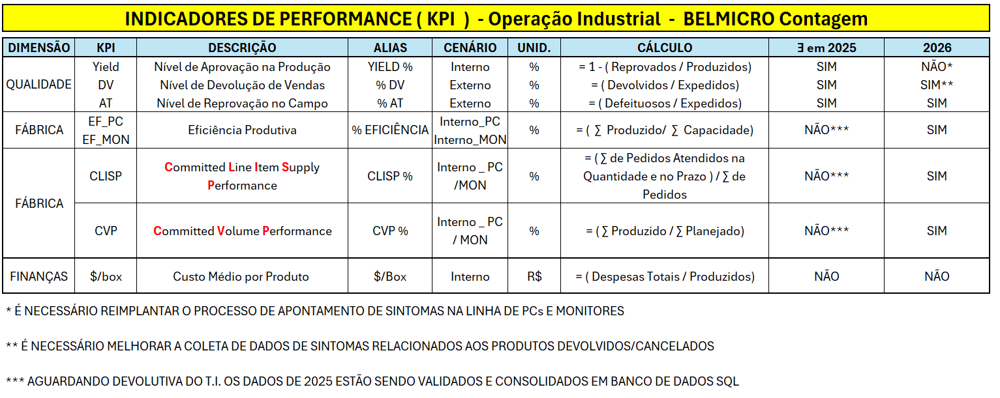 INDICADORES DE PERFORMANCE ( KPI ) - Operação Industrial - BELMICRO Contagem
DIMENSÃO KPI DESCRIÇÃO ALIAS CENÁRIO UNID. CÁLCULO ∃ em 2025 2026
QUALIDADE
Yield Nível de Aprovação na Produção YIELD % Interno % = 1 - ( Reprovados / Produzidos) SIM NÃO*
DV Nível de Devolução de Vendas % DV Externo % = ( Devolvidos / Expedidos) SIM SIM**
AT Nível de Reprovação no Campo % AT Externo % = ( Defeituosos / Expedidos) SIM SIM
FÁBRICA
EF_PC
EF_MON
Eficiência Produtiva
% EFICIÊNCIA
Interno_PC
Interno_MON
%
= ( ∑ Produzido/ ∑ Capacidade)
NÃO***
SIM
FÁBRICA
CLISP
Committed Line Item Supply
Performance
CLISP %
Interno _ PC
/MON
%
= ( ∑ de Pedidos Atendidos na
Quantidade e no Prazo ) / ∑ de
Pedidos
NÃO***
SIM
CVP
Committed Volume Performance
CVP %
Interno _ PC
/ MON
%
= ( ∑ Produzido / ∑ Planejado)
NÃO***
SIM
FINANÇAS $/box Custo Médio por Produto $/Box Interno R$ = ( Despesas Totais / Produzidos) NÃO NÃO
* É NECESSÁRIO REIMPLANTAR O PROCESSO DE APONTAMENTO DE SINTOMAS NA LINHA DE PCs E MONITORES
** É NECESSÁRIO MELHORAR A COLETA DE DADOS DE SINTOMAS RELACIONADOS AOS PRODUTOS DEVOLVIDOS/CANCELADOS
*** AGUARDANDO DEVOLUTIVA DO T.I. OS DADOS DE 2025 ESTÃO SENDO VALIDADOS E CONSOLIDADOS EM BANCO DE DADOS SQL